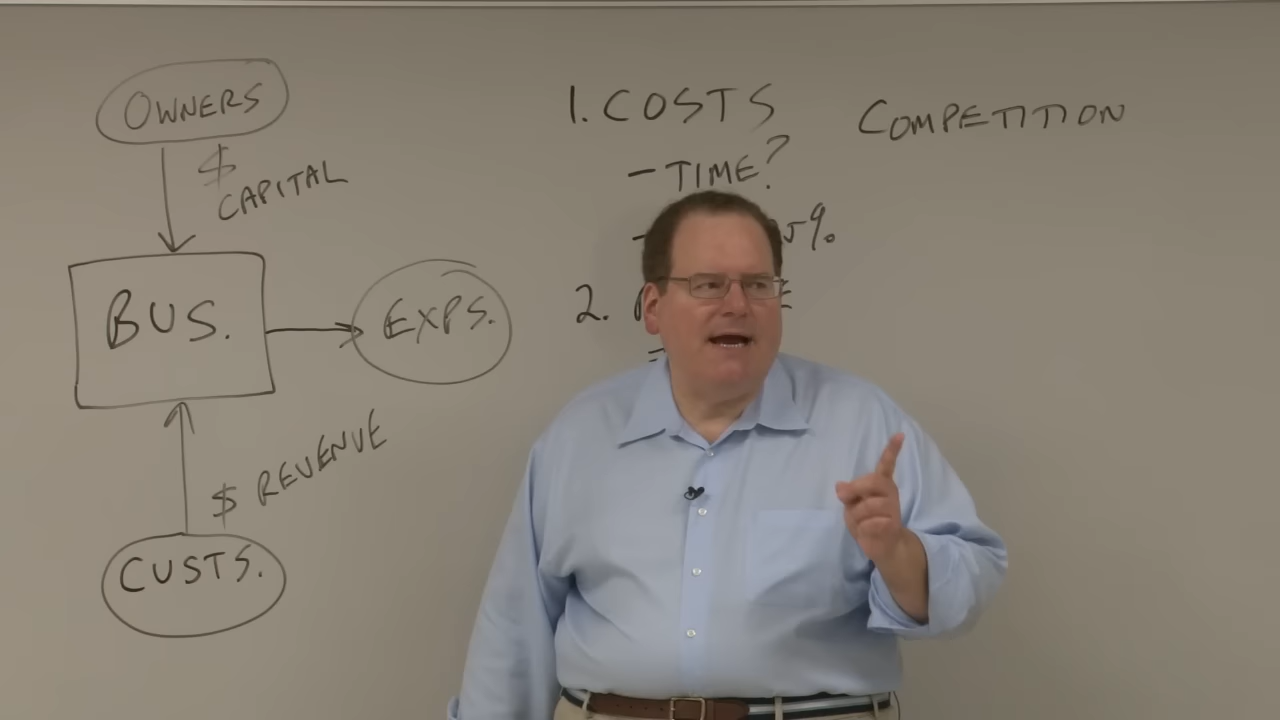 OWNERS
$
CAPITAL
BUS.
EXPS.
$ REVENUE
CUSTS.
1. COSTS
- TIME?
%
2.
COMPETITION